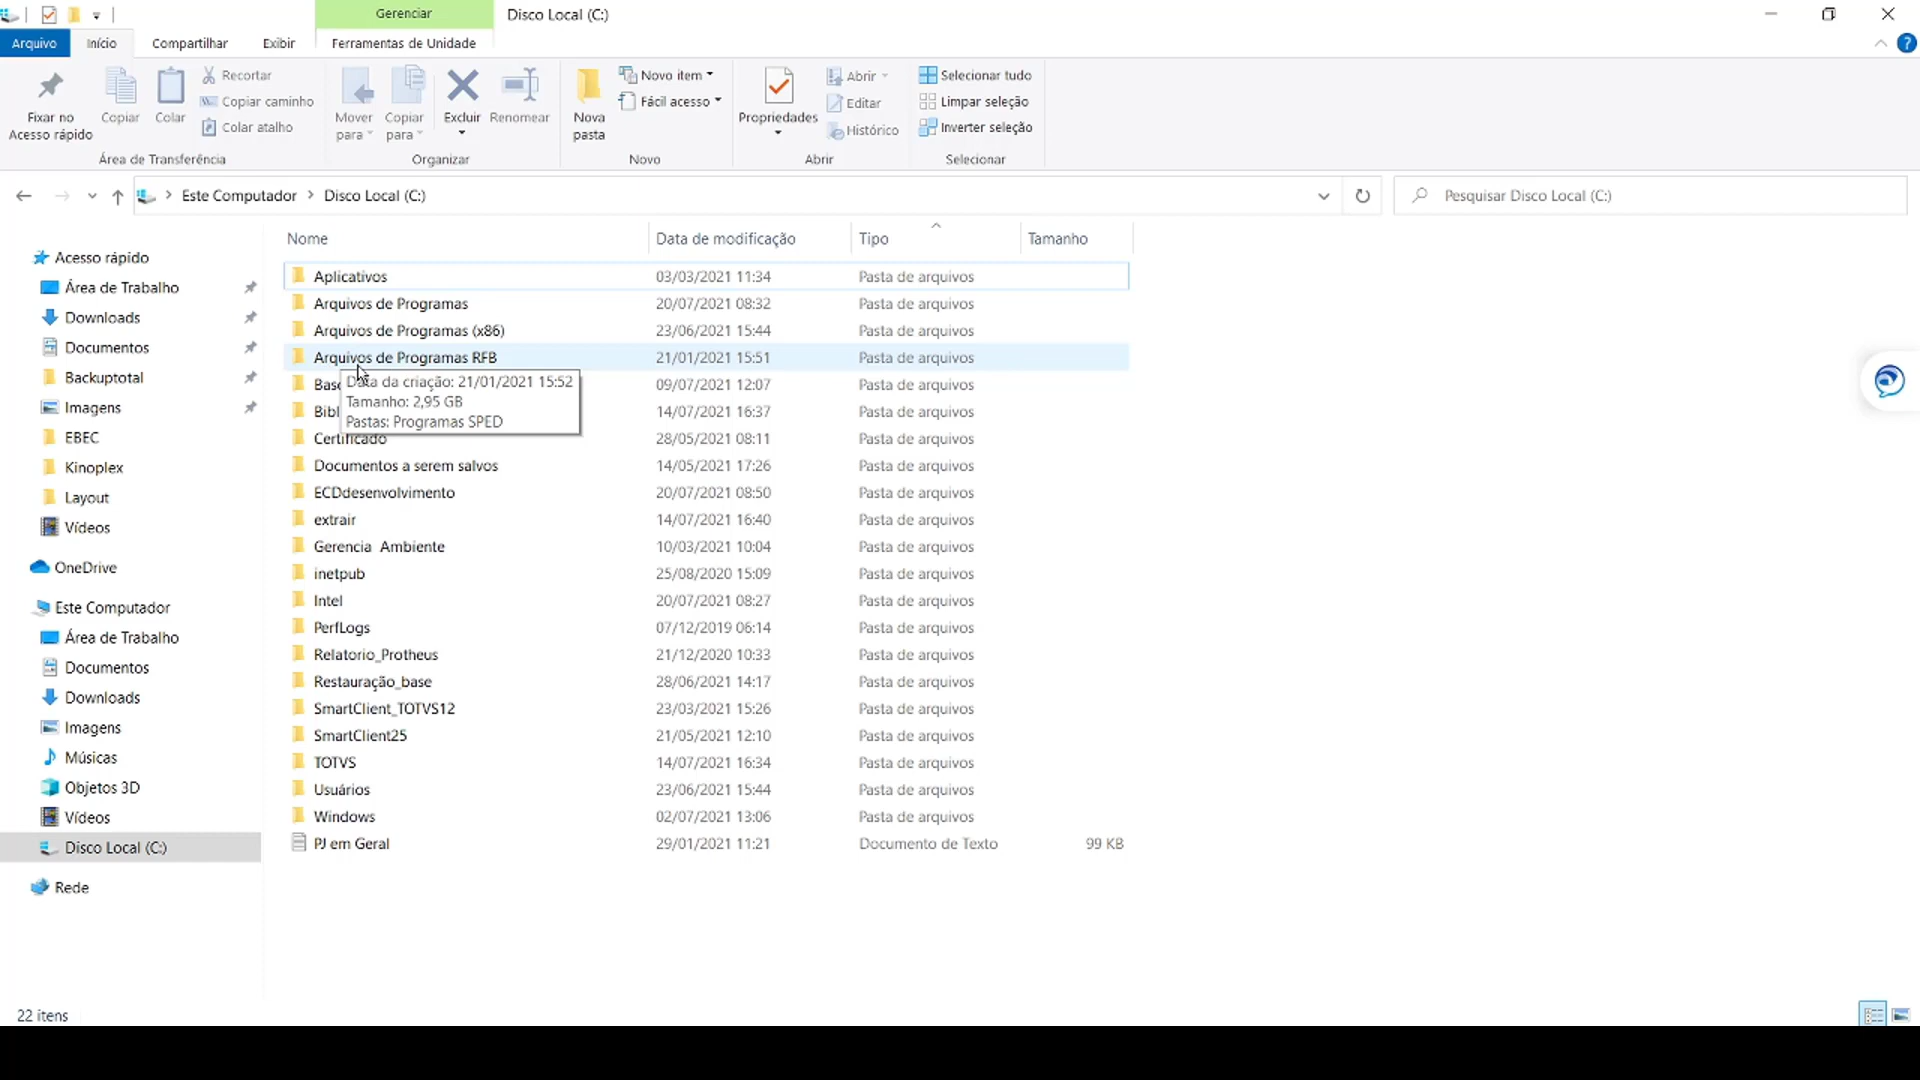 Gerenciar
Disco Local (C:)
Arquivo
Início
Compartilhar
Exibir
Ferramentas de Unidade
Fixar no
Acesso rápido
Copiar
Colar
Recortar
Copiar caminho
Colar atalho
Área de Transferência
Mover
para
Copiar
para
Excluir
Renomear
Organizar
Nova
pasta
Novo item
Fácil acesso
Novo
Propriedades
Abrir
Editar
Histórico
Abrir
Selecionar tudo
Limpar seleção
Inverter seleção
Selecionar
Este Computador > Disco Local (C:)
Pesquisar Disco Local (C:)
Acesso rápido
Área de Trabalho
Downloads
Documentos
Backuptotal
Imagens
EBEC
Kinoplex
Layout
Vídeos
OneDrive
Este Computador
Área de Trabalho
Documentos
Downloads
Imagens
Músicas
Objetos 3D
Vídeos
Disco Local (C:)
Rede
Nome Data de modificação Tipo Tamanho
Aplicativos 03/03/2021 11:34 Pasta de arquivos
Arquivos de Programas 20/07/2021 08:32 Pasta de arquivos
Arquivos de Programas (x86) 23/06/2021 15:44 Pasta de arquivos
Arquivos de Programas RFB 21/01/2021 15:51 Pasta de arquivos
09/07/2021 12:07 Pasta de arquivos
14/07/2021 16:37 Pasta de arquivos
Certificado 28/05/2021 08:11 Pasta de arquivos
Documentos a serem salvos 14/05/2021 17:26 Pasta de arquivos
ECDdesenvolvimento 20/07/2021 08:50 Pasta de arquivos
extrair 14/07/2021 16:40 Pasta de arquivos
Gerencia Ambiente 10/03/2021 10:04 Pasta de arquivos
inetpub 25/08/2020 15:09 Pasta de arquivos
Intel 20/07/2021 08:27 Pasta de arquivos
PerfLogs 07/12/2019 06:14 Pasta de arquivos
Relatorio_Protheus 21/12/2020 10:33 Pasta de arquivos
Restauração_base 28/06/2021 14:17 Pasta de arquivos
SmartClient_TOTVS12 23/03/2021 15:26 Pasta de arquivos
SmartClient25 21/05/2021 12:10 Pasta de arquivos
TOTVS 14/07/2021 16:34 Pasta de arquivos
Usuários 23/06/2021 15:44 Pasta de arquivos
Windows 02/07/2021 13:06 Pasta de arquivos
PJ em Geral 29/01/2021 11:21 Documento de Texto 99 KB
Data da criação: 21/01/2021 15:52
Tamanho: 2,95 GB
Pastas: Programas SPED
22 itens